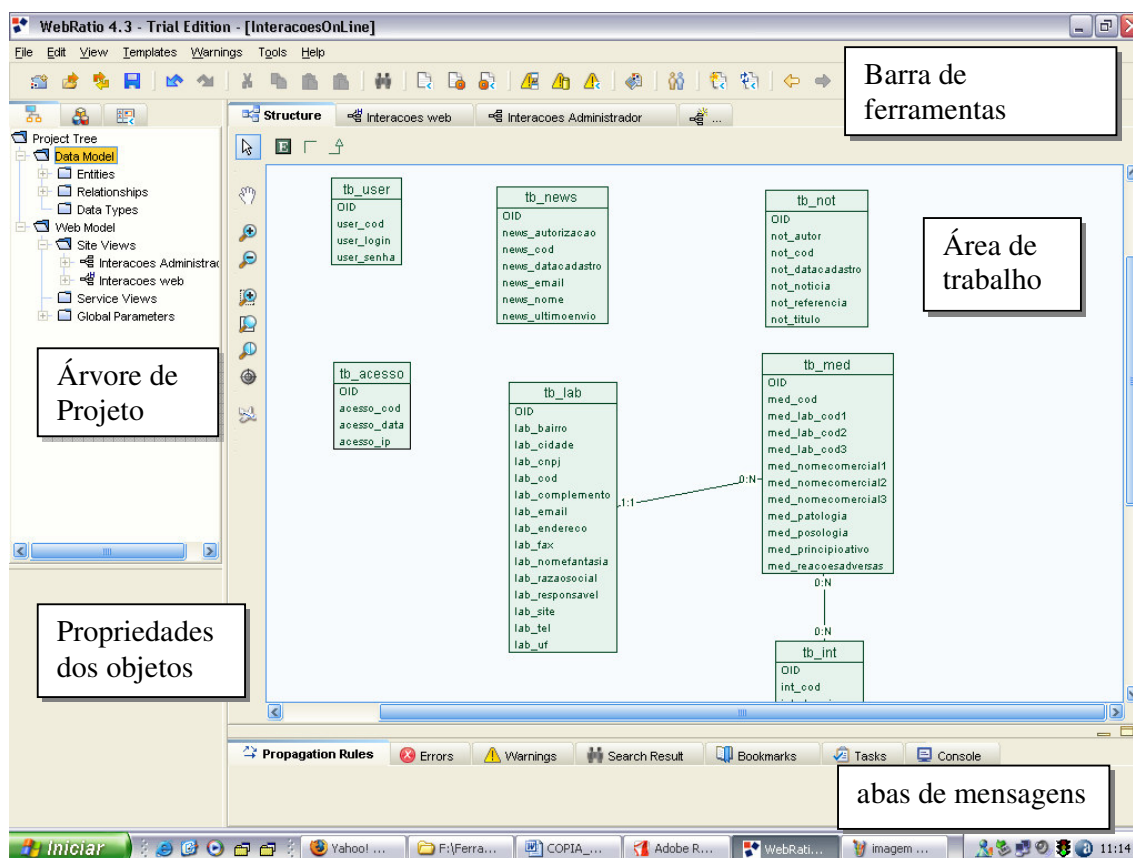 WebRatio 4.3 - Trial Edition - [InteracoesOnLine]
File Edit View Templates Warnings Tools Help
Barra de
ferramentas
Structure
Interacoes web
Interacoes Administrador
...
Project Tree
Data Model
Entities
Relationships
Data Types
Web Model
Site Views
Interacoes Administrac
Interacoes web
Service Views
Global Parameters
Árvore de
Projeto
Propriedades
dos objetos
E
tb_user
OID
user_cod
user_login
user_senha
tb_news
OID
news_autorizacao
news_cod
news_datacadastro
news_email
news_nome
news_ultimoenvio
tb_not
OID
not_autor
not_cod
not_datacadastro
not_noticia
not_referencia
not_titulo
Área de
trabalho
tb_acesso
OID
acesso_cod
acesso_data
acesso_ip
tb_lab
OID
lab_bairro
lab_cidade
lab_cnpj
lab_cod
lab_complemento
lab_email
lab_endereco
lab_fax
lab_nomefantasia
lab_razaosocial
lab_responsavel
lab_site
lab_tel
lab_uf
1:1
0:N
tb_med
OID
med_cod
med_lab_cod1
med_lab_cod2
med_lab_cod3
med_nomecomercial1
med_nomecomercial2
med_nomecomercial3
med_patologia
med_posologia
med_principioativo
med_reacoesadversas
0:N
0:N
tb_int
OID
int_cod
Propagation Rules
Errors
Warnings
Search Result
Bookmarks
Tasks
Console
abas de mensagens
Iniciar
Yahoo! ...
F:\Ferra...
COPIA_...
Adobe R...
WebRati...
imagem ...
11:14